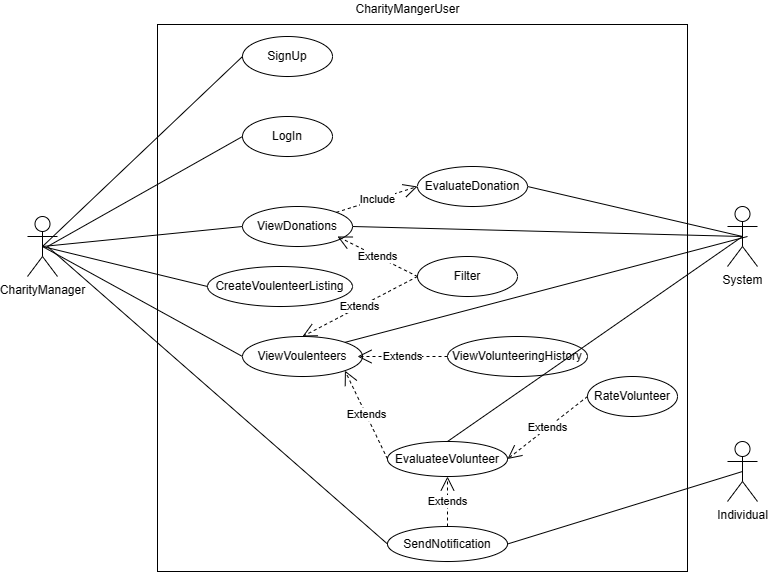 CharityMangerUser
SignUp
LogIn
EvaluateDonation
Include
ViewDonations
Extends
Filter
System
CharityManager
CreateVoulenteerListing
Extends
ViewVoulenteers
Extends
ViewVolunteeringHistory
RateVolunteer
Extends
Extends
EvaluateeVolunteer
Extends
Individual
SendNotification